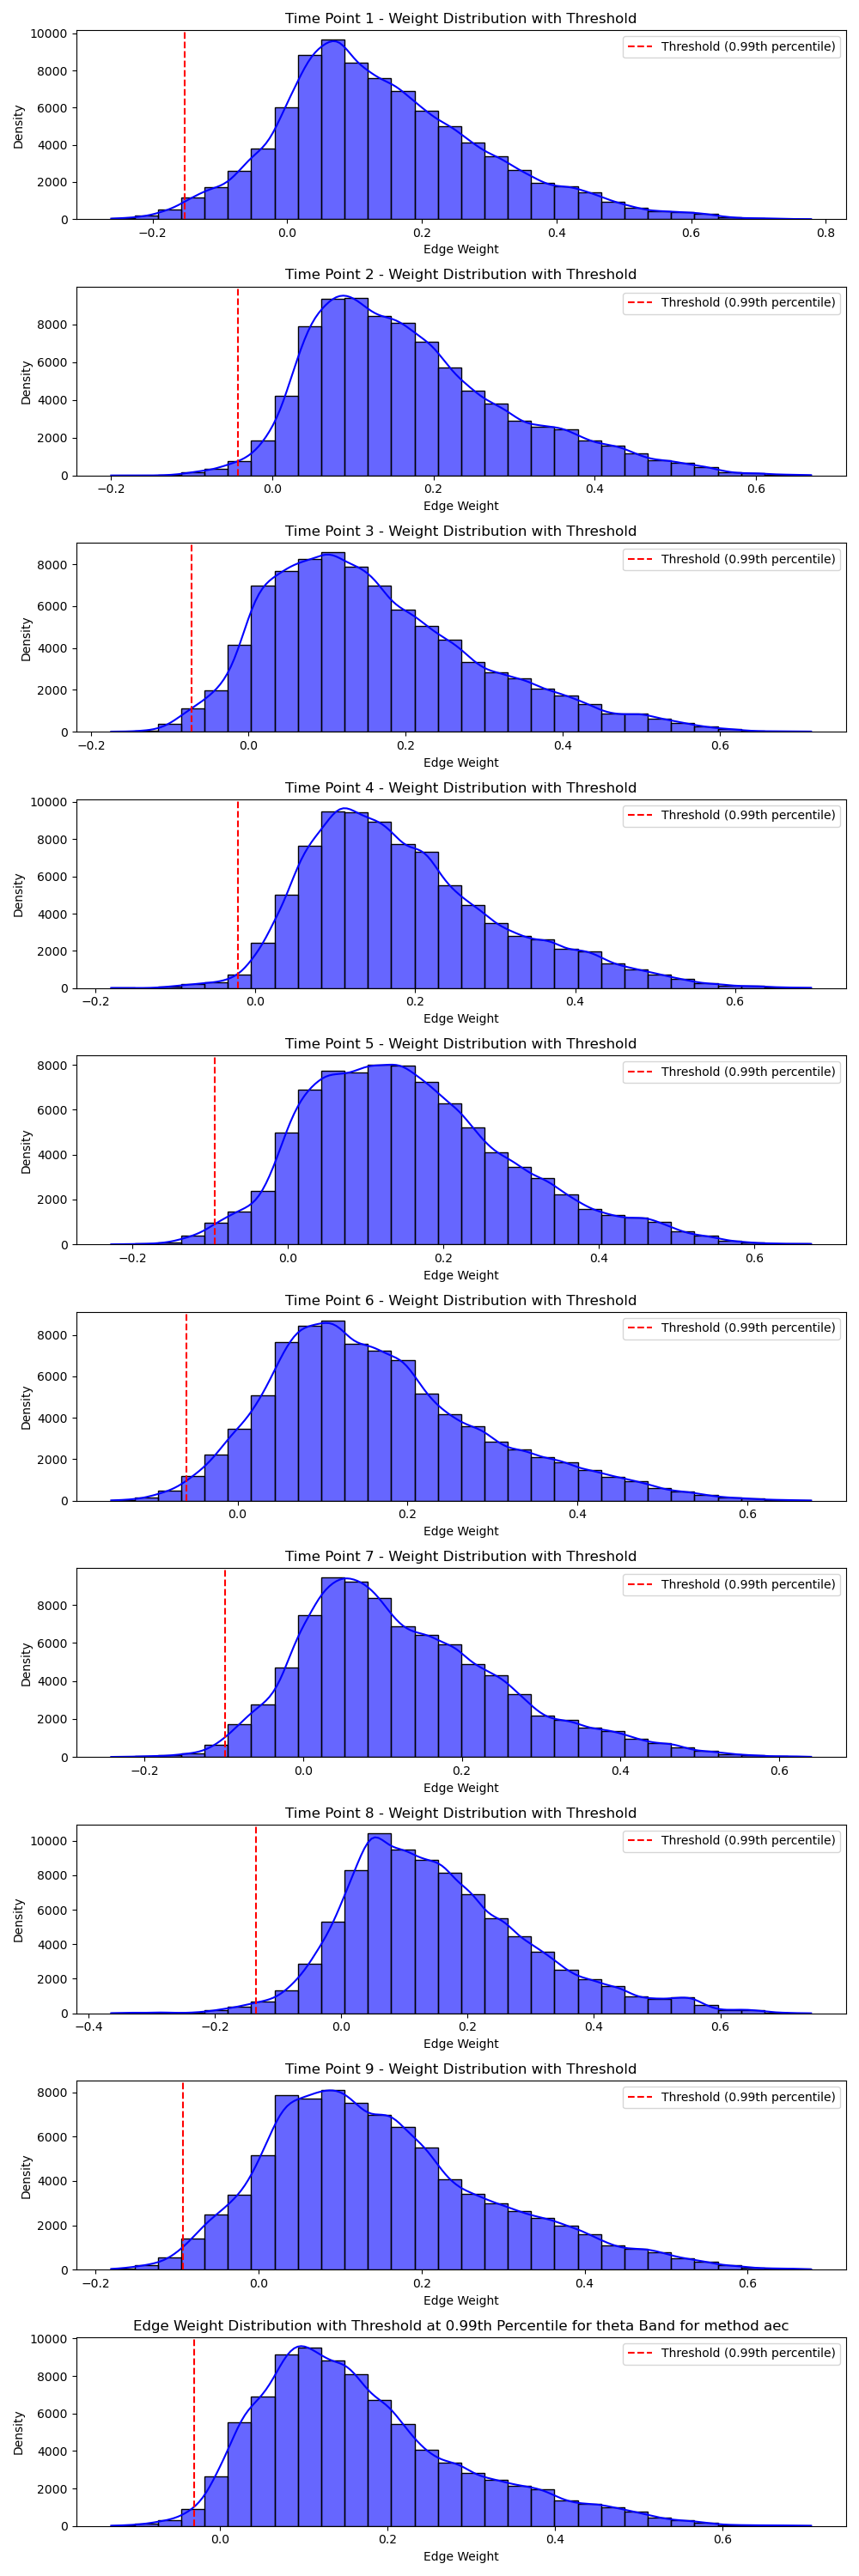 Time Point 1 - Weight Distribution with Threshold
10000
8000
6000
4000
2000
0
Density
Threshold (0.99th percentile)
−0.2 0.0 0.2 0.4 0.6 0.8
Edge Weight
Time Point 2 - Weight Distribution with Threshold
8000
6000
4000
2000
0
Density
Threshold (0.99th percentile)
−0.2 0.0 0.2 0.4 0.6
Edge Weight
Time Point 3 - Weight Distribution with Threshold
8000
6000
4000
2000
0
Density
Threshold (0.99th percentile)
−0.2 0.0 0.2 0.4 0.6
Edge Weight
Time Point 4 - Weight Distribution with Threshold
10000
8000
6000
4000
2000
0
Density
Threshold (0.99th percentile)
−0.2 0.0 0.2 0.4 0.6
Edge Weight
Time Point 5 - Weight Distribution with Threshold
8000
6000
4000
2000
0
Density
Threshold (0.99th percentile)
−0.2 0.0 0.2 0.4 0.6
Edge Weight
Time Point 6 - Weight Distribution with Threshold
8000
6000
4000
2000
0
Density
Threshold (0.99th percentile)
0.0 0.2 0.4 0.6
Edge Weight
Time Point 7 - Weight Distribution with Threshold
8000
6000
4000
2000
0
Density
Threshold (0.99th percentile)
−0.2 0.0 0.2 0.4 0.6
Edge Weight
Time Point 8 - Weight Distribution with Threshold
10000
8000
6000
4000
2000
0
Density
Threshold (0.99th percentile)
−0.4 −0.2 0.0 0.2 0.4 0.6
Edge Weight
Time Point 9 - Weight Distribution with Threshold
8000
6000
4000
2000
0
Density
Threshold (0.99th percentile)
−0.2 0.0 0.2 0.4 0.6
Edge Weight
Edge Weight Distribution with Threshold at 0.99th Percentile for theta Band for method aec
10000
8000
6000
4000
2000
0
Density
Threshold (0.99th percentile)
0.0 0.2 0.4 0.6
Edge Weight